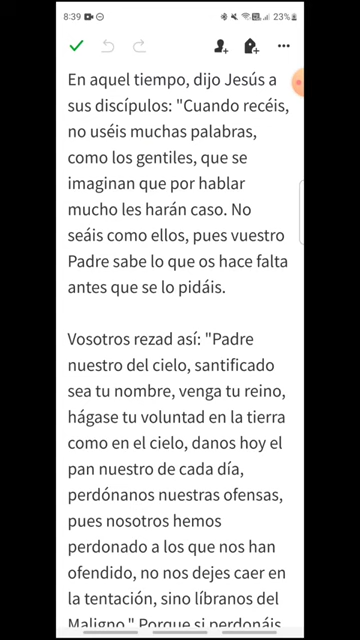 8:39
23%
En aquel tiempo, dijo Jesús a
sus discípulos: "Cuando recéis,
no uséis muchas palabras,
como los gentiles, que se
imaginan que por hablar
mucho les harán caso. No
seáis como ellos, pues vuestro
Padre sabe lo que os hace falta
antes que se lo pidáis.
Vosotros rezad así: "Padre
nuestro del cielo, santificado
sea tu nombre, venga tu reino,
hágase tu voluntad en la tierra
como en el cielo, danos hoy el
pan nuestro de cada día,
perdónanos nuestras ofensas,
pues nosotros hemos
perdonado a los que nos han
ofendido, no nos dejes caer en
la tentación, sino líbranos del
Maligno." Porque si perdonáis